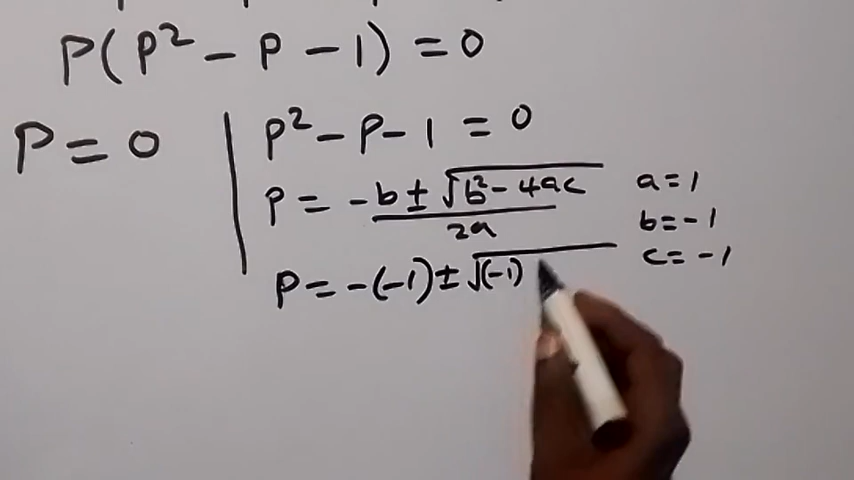 P(P² - P - 1) = 0
P = 0
P² - P - 1 = 0
P = -b ± √b² - 4ac
2a
a = 1
b = -1
c = -1
P = -(-1) ± √(-1)